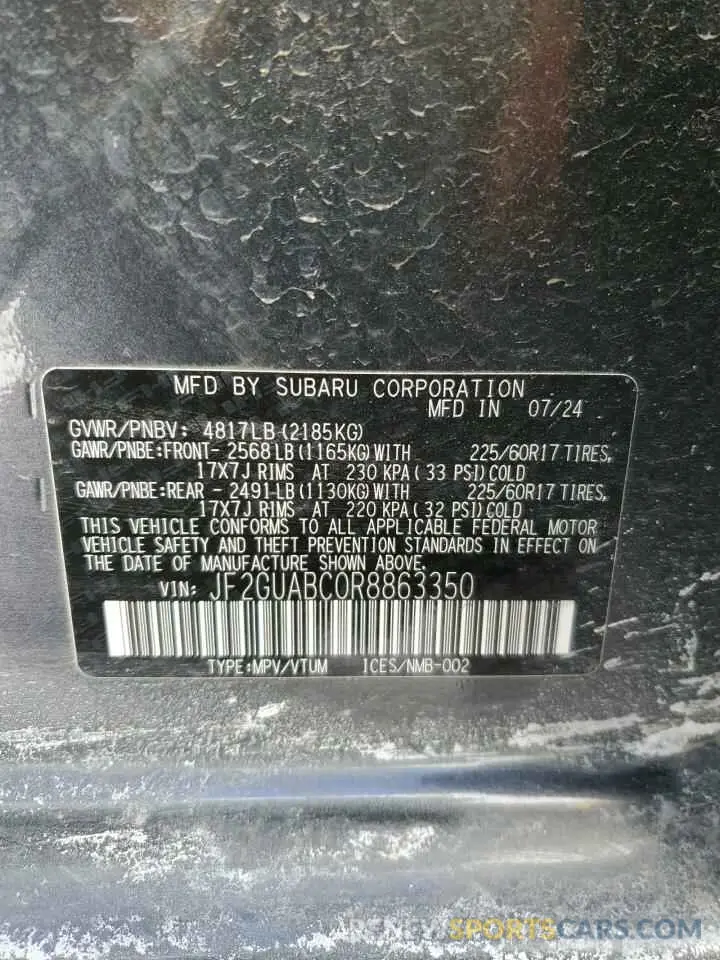 MFD BY SUBARU CORPORATION
MFD IN 07/24
GVWR/PNBV: 4817LB(2185KG)
GAWR/PNBE:FRONT- 2568LB(1165KG)WITH 225/60R17 TIRES,
17X7J RIMS AT 230 KPA(33 PSI)COLD
GAWR/PNBE:REAR - 2491LB(1130KG)WITH 225/60R17 TIRES,
17X7J RIMS AT 220 KPA(32 PSI)COLD
THIS VEHICLE CONFORMS TO ALL APPLICABLE FEDERAL MOTOR
VEHICLE SAFETY AND THEFT PREVENTION STANDARDS IN EFFECT ON
THE DATE OF MANUFACTURE SHOWN ABOVE.
VIN: JF2GUABC0R8863350
TYPE:MPV/VTUM ICES/NMB-002
SPORTSCARS.COM